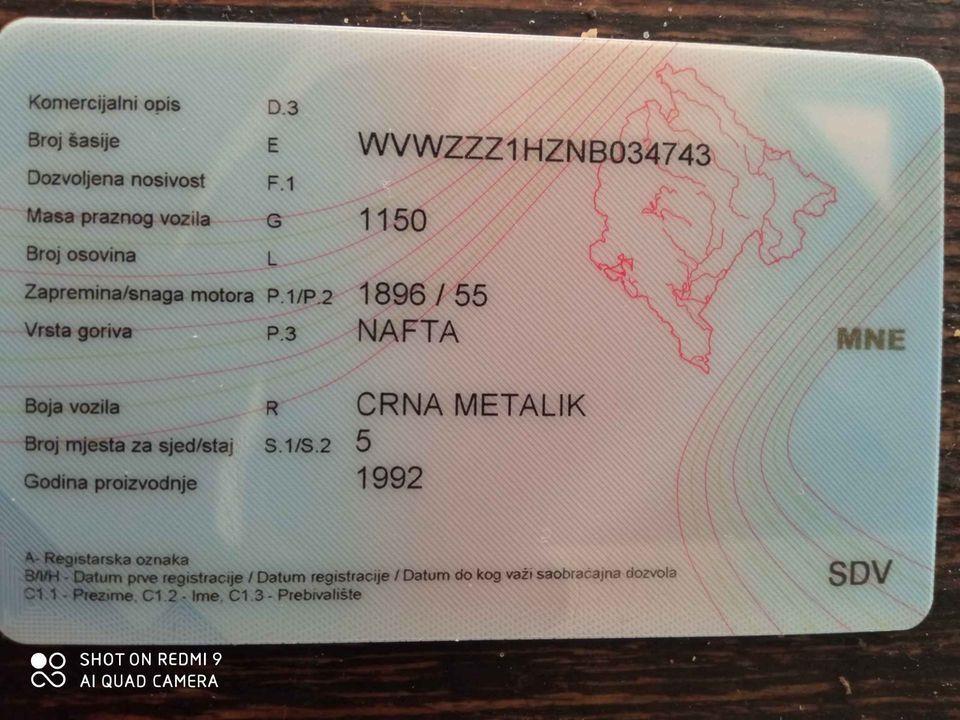 Komercijalni opis D.3
Broj šasije E WVWZZZ1HZNB034743
Dozvoljena nosivost F.1
Masa praznog vozila G 1150
Broj osovina L
Zapremina/snaga motora P.1/P.2 1896 / 55
Vrsta goriva P.3 NAFTA
MNE
Boja vozila R CRNA METALIK
Broj mjesta za sjed/staj S.1/S.2 5
Godina proizvodnje 1992
A- Registarska oznaka
B/I/H - Datum prve registracije / Datum registracije / Datum do kog važi saobraćajna dozvola
C1.1 - Prezime, C1.2 - Ime, C1.3 - Prebivalište
SDV
SHOT ON REDMI 9
AI QUAD CAMERA